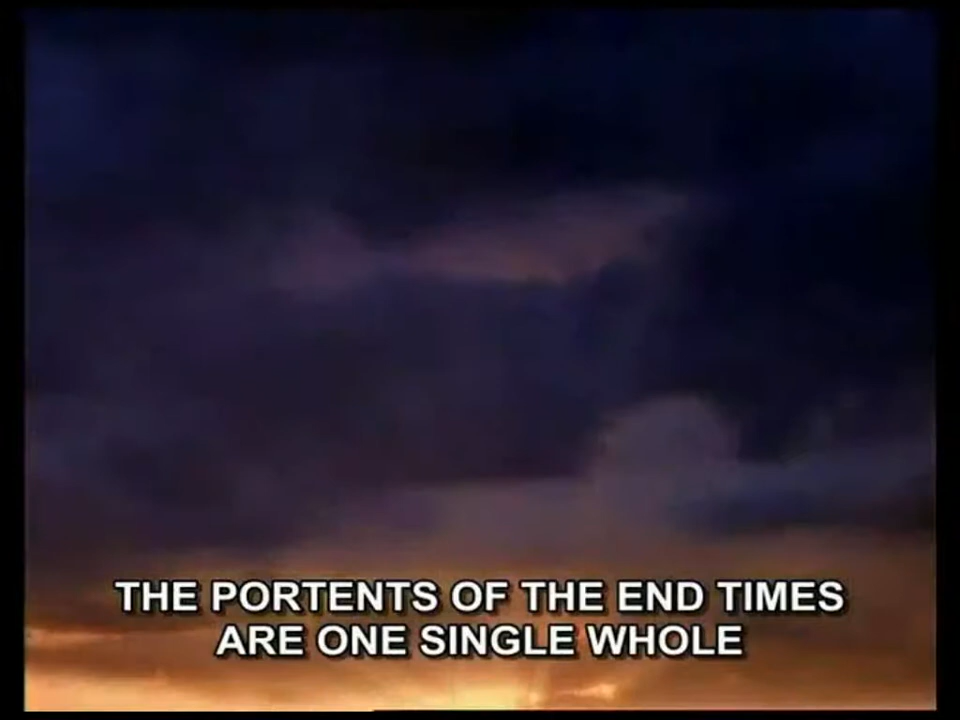 THE PORTENTS OF THE END TIMES
ARE ONE SINGLE WHOLE